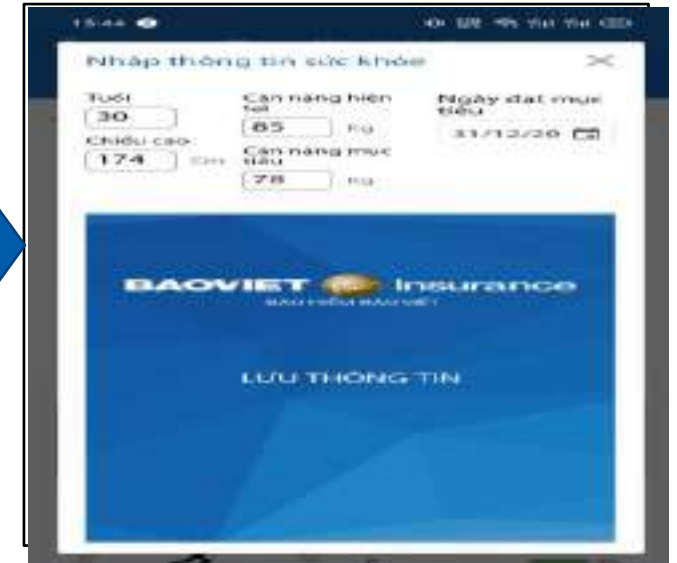 15:44
Nhập thông tin sức khỏe
Tuổi
30
Chiều cao
174 cm
Cân nặng hiện tại
85 kg
Cân nặng mục tiêu
78 kg
Ngày đạt mục tiêu
31/12/20
BAOVIET Insurance
BẢO HIỂM BẢO VIỆT
LƯU THÔNG TIN